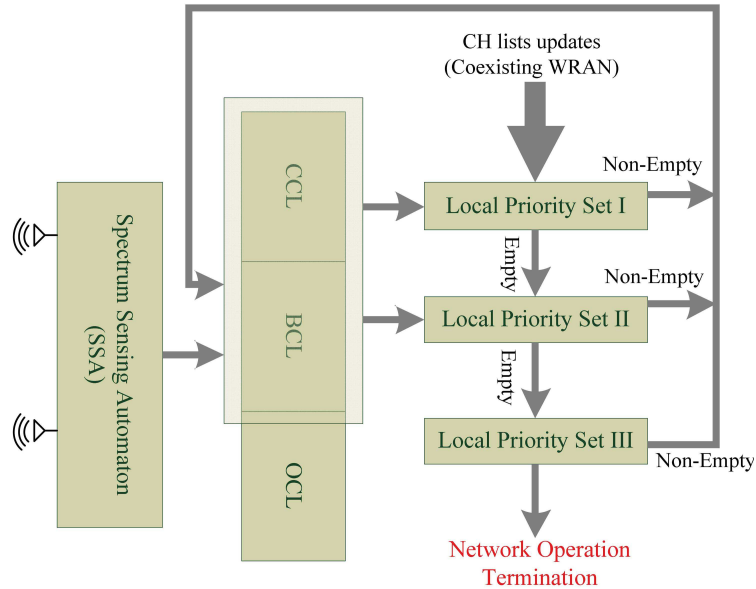 CH lists updates
(Coexisting WRAN)
Non-Empty
CCL
Local Priority Set I
Spectrum Sensing Automaton
(SSA)
Empty
Non-Empty
BCL
Local Priority Set II
Empty
Local Priority Set III
Non-Empty
OCL
Network Operation
Termination